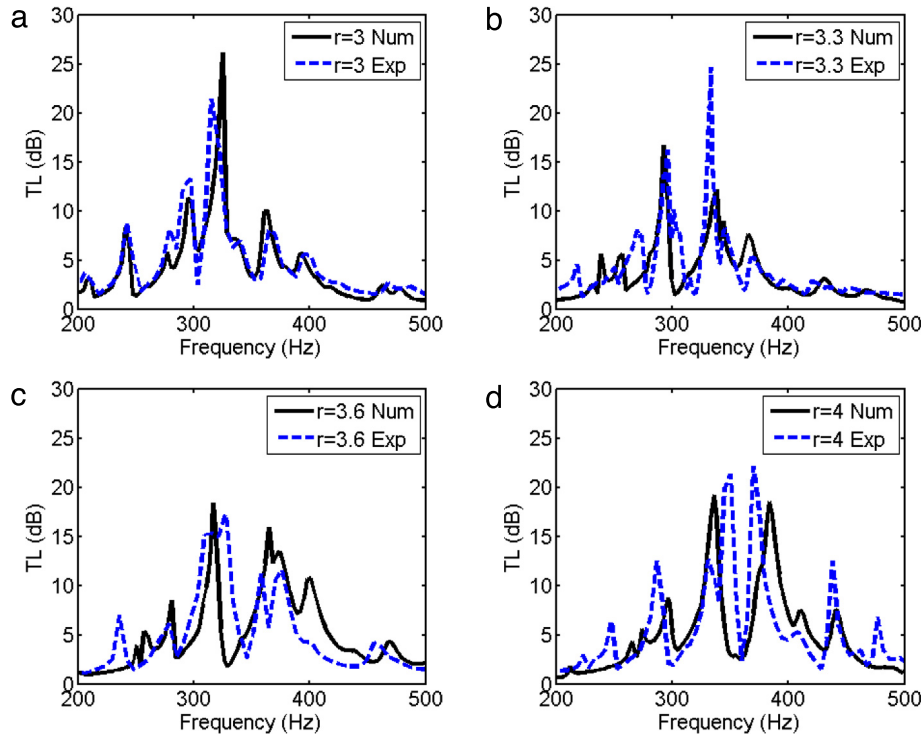 a
30
25
20
15
10
5
0
TL (dB)
r=3 Num
r=3 Exp
200 300 400 500
Frequency (Hz)
b
30
25
20
15
10
5
0
TL (dB)
r=3.3 Num
r=3.3 Exp
200 300 400 500
Frequency (Hz)
c
30
25
20
15
10
5
0
TL (dB)
r=3.6 Num
r=3.6 Exp
200 300 400 500
Frequency (Hz)
d
30
25
20
15
10
5
0
TL (dB)
r=4 Num
r=4 Exp
200 300 400 500
Frequency (Hz)